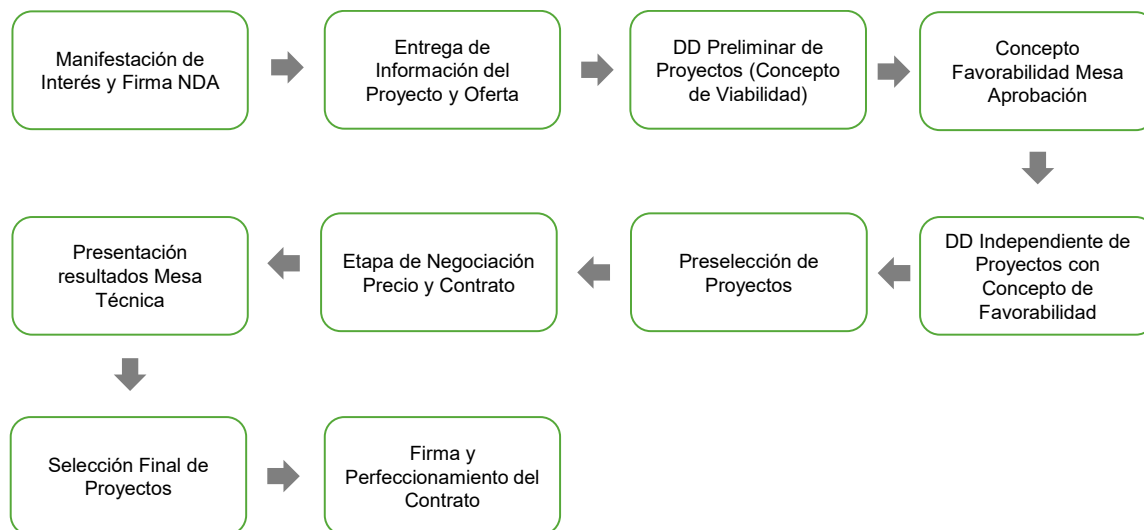 Manifestación de
Interés y Firma NDA
Entrega de
Información del
Proyecto y Oferta
DD Preliminar de
Proyectos (Concepto
de Viabilidad)
Concepto
Favorabilidad Mesa
Aprobación
DD Independiente de
Proyectos con
Concepto de
Favorabilidad
Preselección de
Proyectos
Etapa de Negociación
Precio y Contrato
Presentación
resultados Mesa
Técnica
Selección Final de
Proyectos
Firma y
Perfeccionamiento del
Contrato